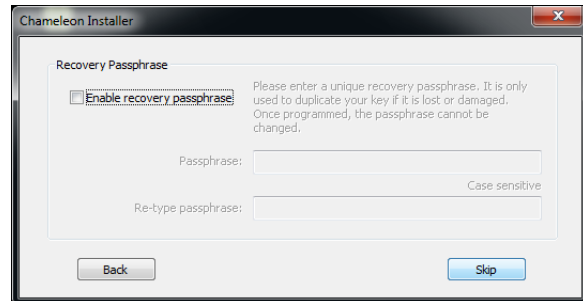 Chameleon Installer
Recovery Passphrase
Enable recovery passphrase
Please enter a unique recovery passphrase. It is only
used to duplicate your key if it is lost or damaged.
Once programmed, the passphrase cannot be
changed.
Passphrase:
Case sensitive
Re-type passphrase:
Back
Skip